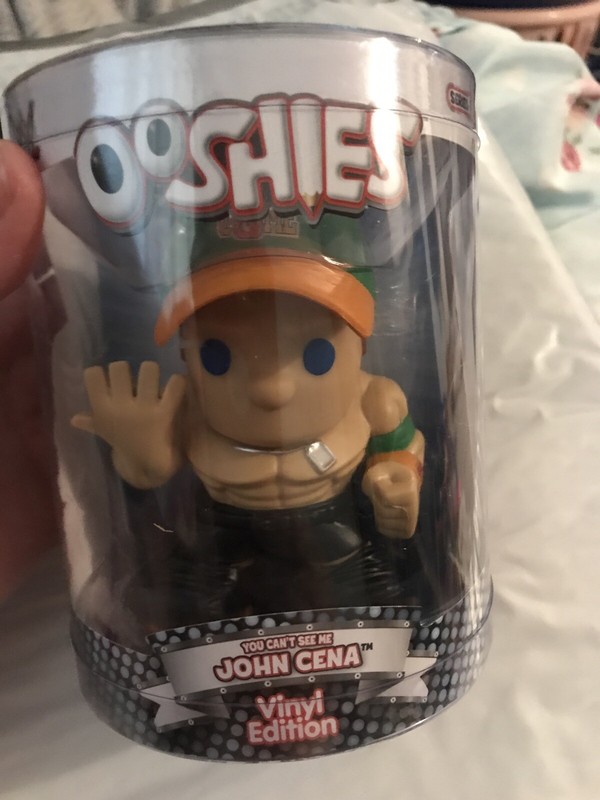 OOSHIES
YOU CAN'T SEE ME
JOHN CENA™
Vinyl
Edition